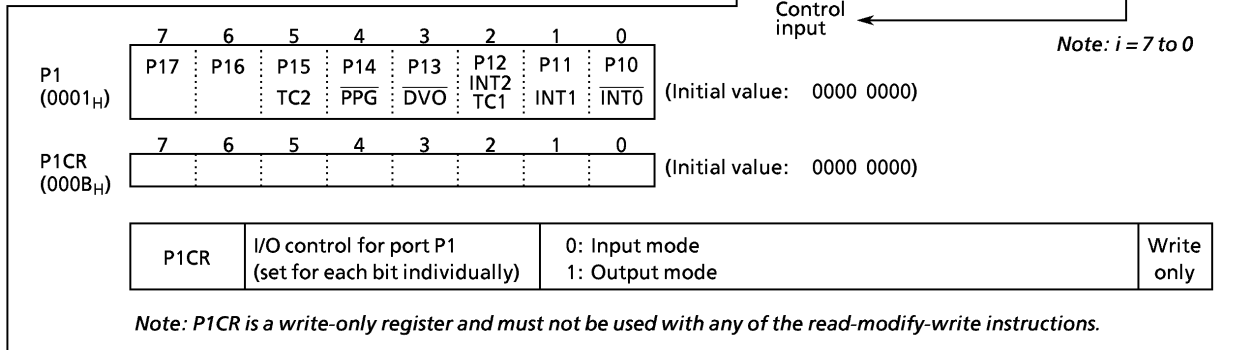 Control
input
Note: i = 7 to 0
7 6 5 4 3 2 1 0
P1
(0001H)
P17 P16 P15 P14 P13 P12 P11 P10
TC2 PPG DVO INT2 TC1 INT1 INT0
(Initial value: 0000 0000)
7 6 5 4 3 2 1 0
P1CR
(000BH)
(Initial value: 0000 0000)
P1CR
I/O control for port P1
(set for each bit individually)
0: Input mode
1: Output mode
Write
only
Note: P1CR is a write-only register and must not be used with any of the read-modify-write instructions.